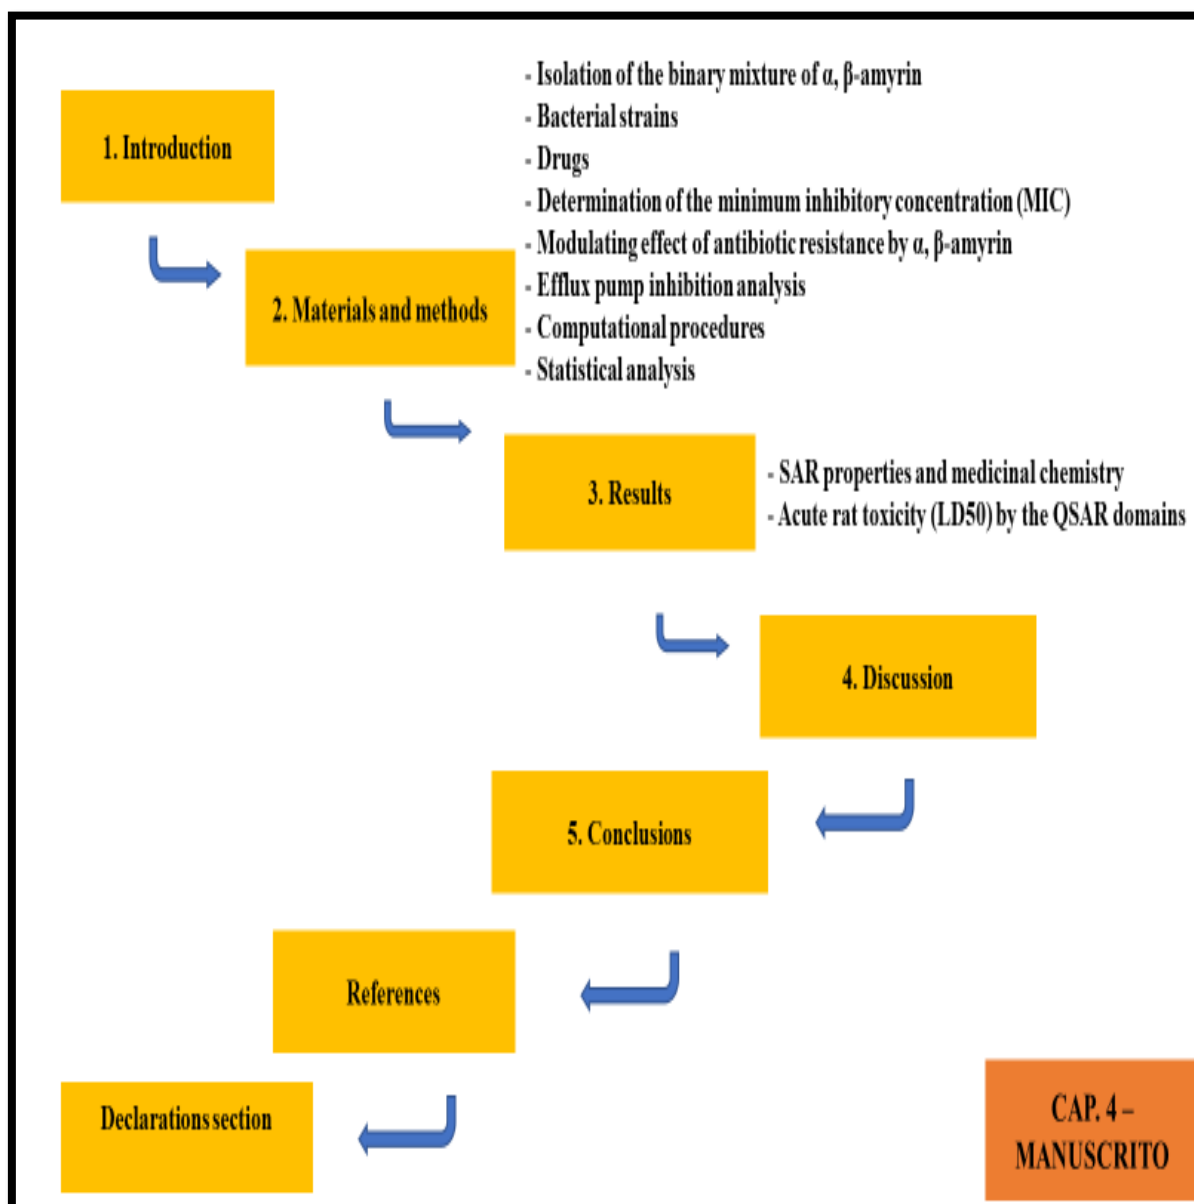 1. Introduction
- Isolation of the binary mixture of α, β-amyrin
- Bacterial strains
- Drugs
- Determination of the minimum inhibitory concentration (MIC)
- Modulating effect of antibiotic resistance by α, β-amyrin
- Efflux pump inhibition analysis
- Computational procedures
- Statistical analysis
2. Materials and methods
3. Results
- SAR properties and medicinal chemistry
- Acute rat toxicity (LD50) by the QSAR domains
4. Discussion
5. Conclusions
References
Declarations section
CAP. 4 –
MANUSCRITO